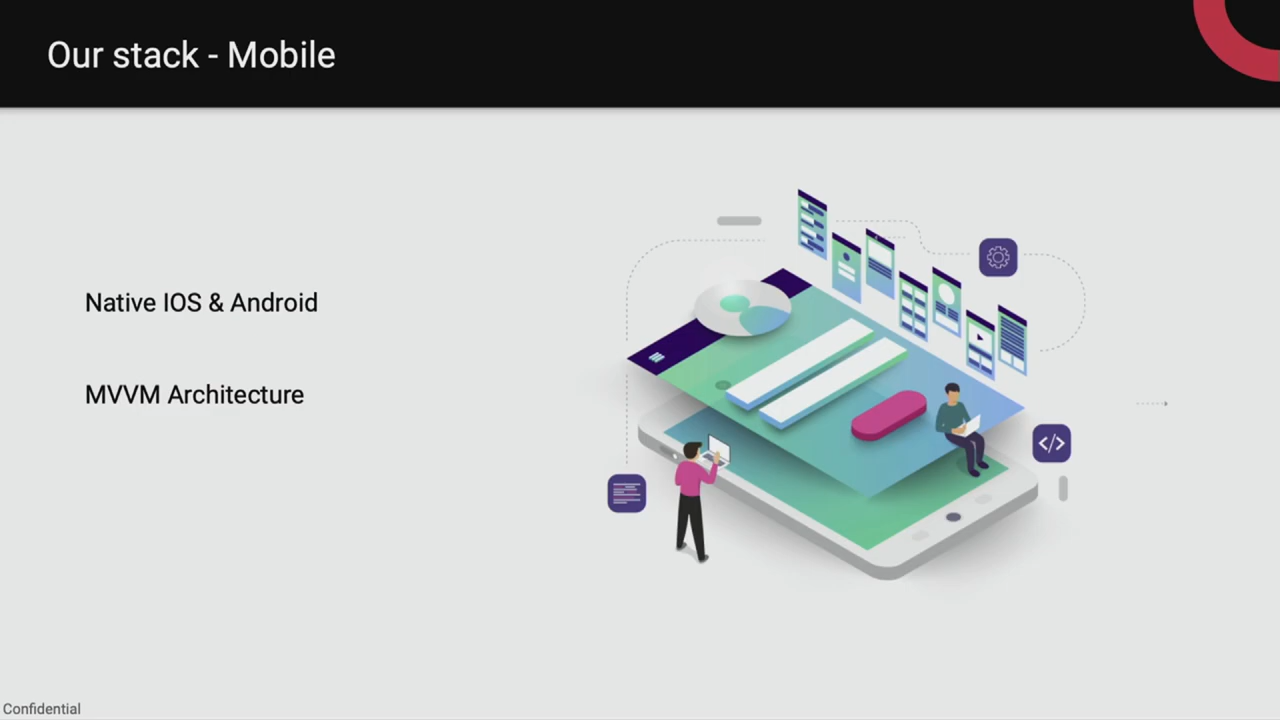 Our stack - Mobile
Native IOS & Android
MVVM Architecture
</>
Confidential